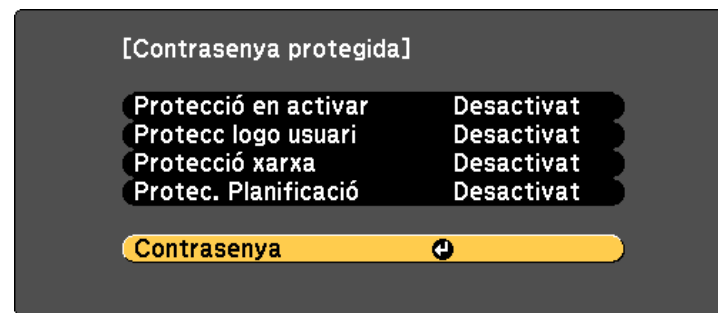 [Contrasenya protegida]
Protecció en activar Desactivat
Protecc logo usuari Desactivat
Protecció xarxa Desactivat
Protec. Planificació Desactivat
Contrasenya